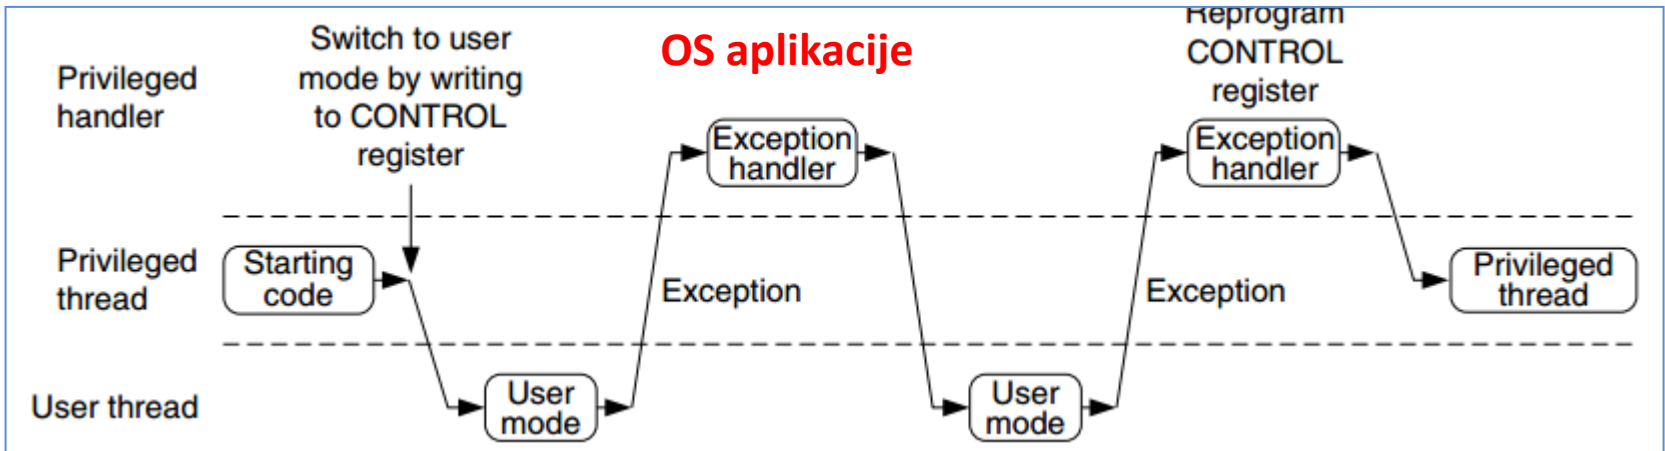 Switch to user
mode by writing
to CONTROL
register
OS aplikacije
Reprogram
CONTROL
register
Privileged
handler
Exception
handler
Exception
handler
Privileged
thread
Starting
code
Exception
Exception
Privileged
thread
User thread
User
mode
User
mode